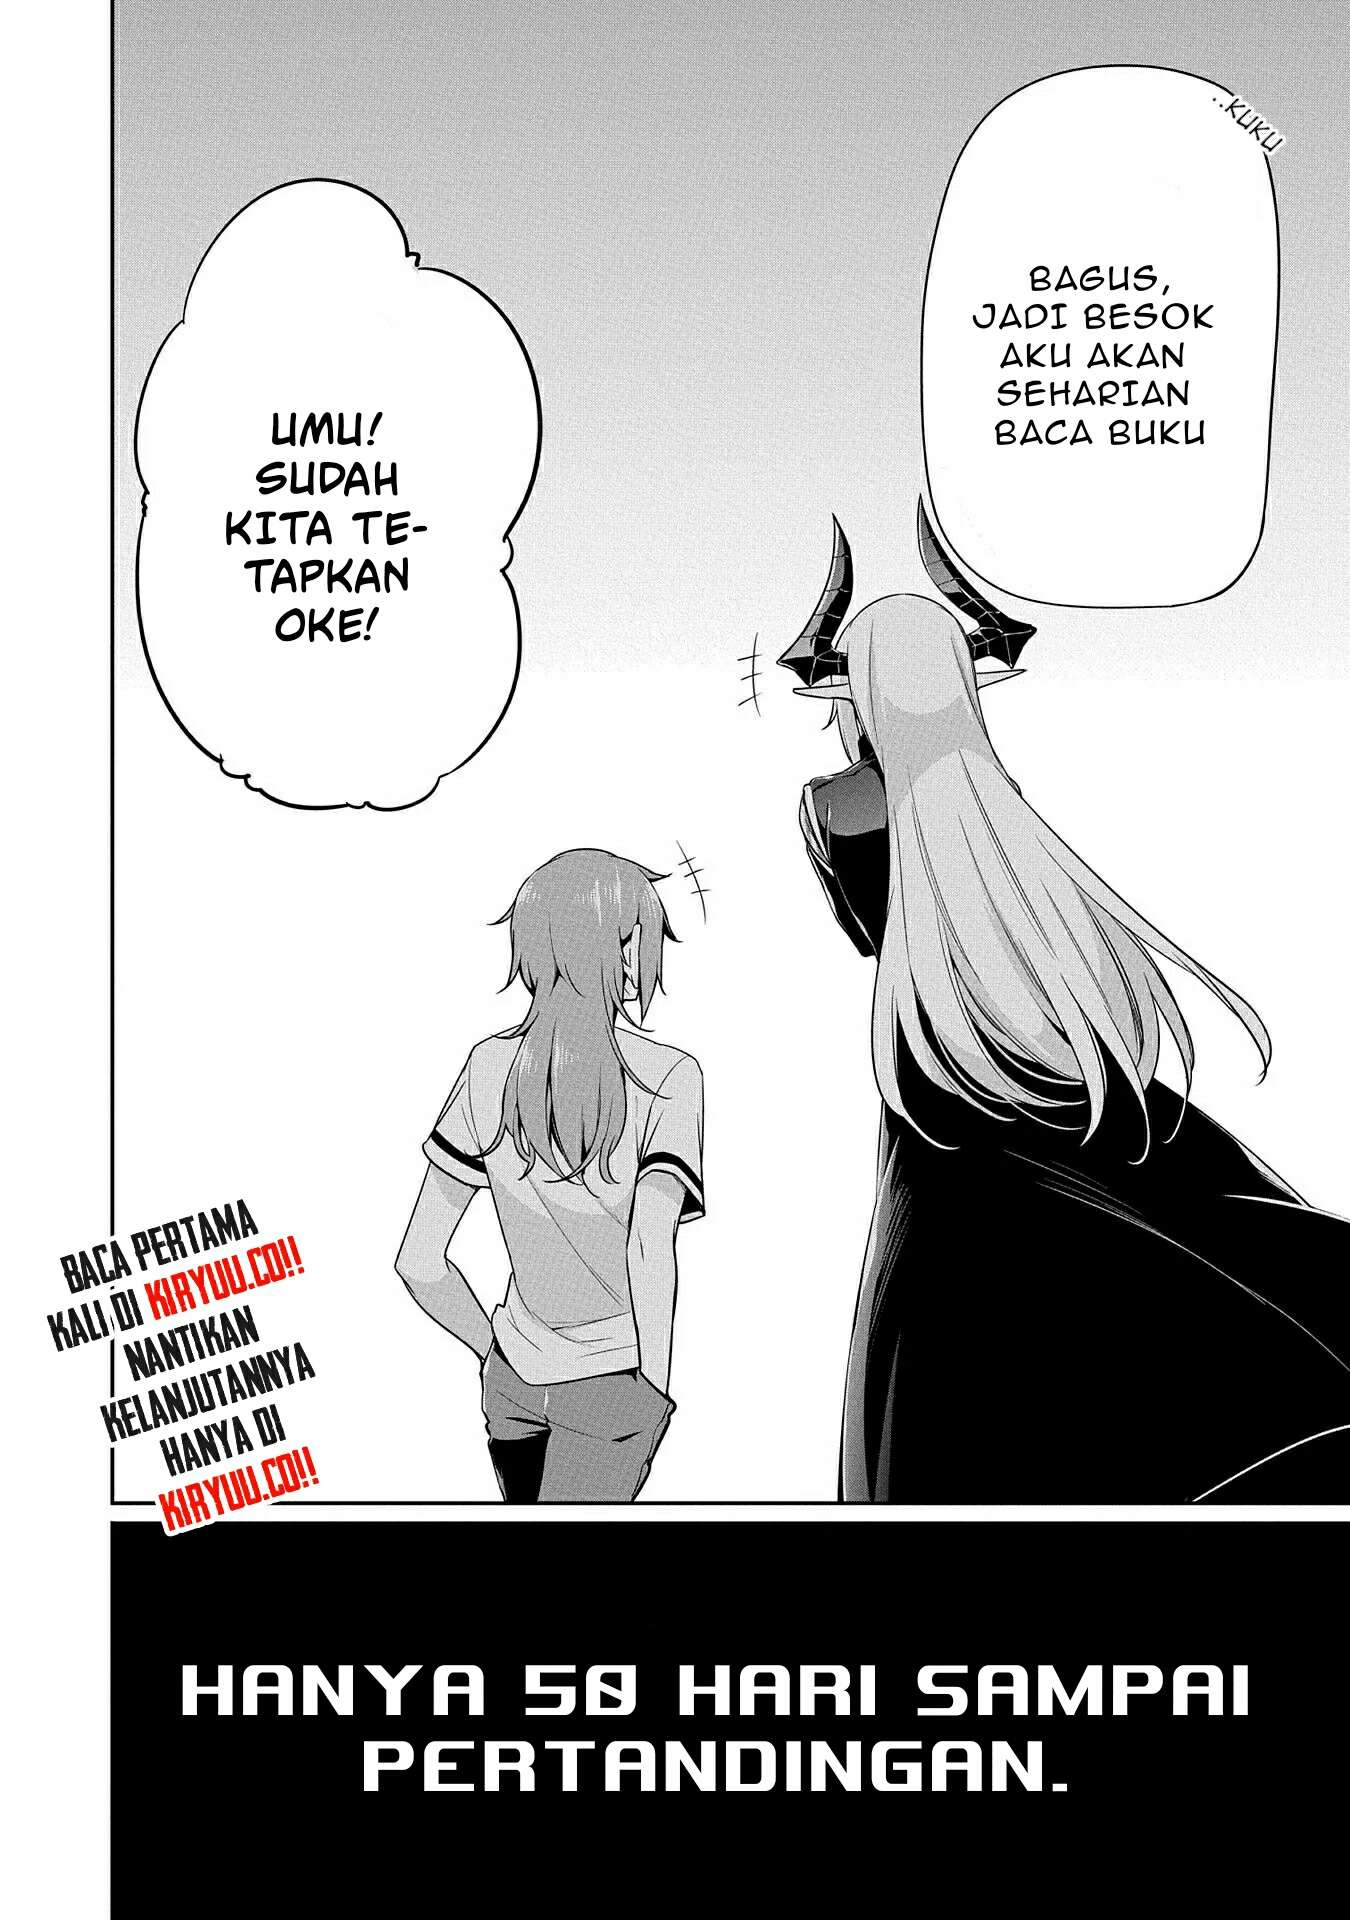 ..KUKU
BAGUS,
JADI BESOK
AKU AKAN
SEHARIAN
BACA BUKU
UMU!
SUDAH
KITA TE-
TAPKAN
OKE!
BACA PERTAMA
KALI DI KIRYUU.CO!!
NANTIKAN
KELANJUTANNYA
HANYA DI
KIRYUU.CO!!
HANYA 50 HARI SAMPAI
PERTANDINGAN.